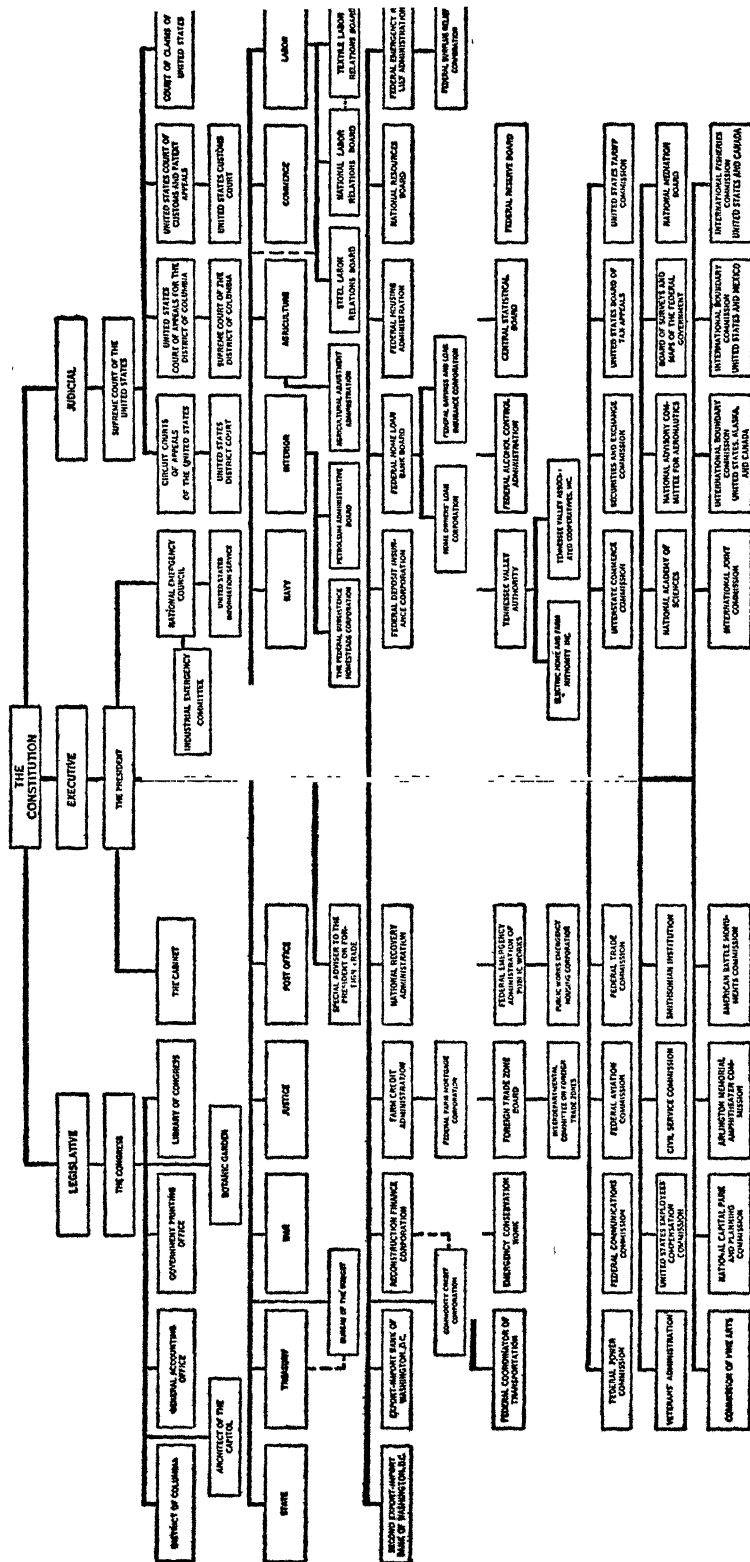 THE
CONSTITUTION
LEGISLATIVE
EXECUTIVE
JUDICIAL
THE CONGRESS
THE PRESIDENT
SUPREME COURT OF THE
UNITED STATES
DISTRICT OF COLUMBIA
GENERAL ACCOUNTING
OFFICE
GOVERNMENT PRINTING
OFFICE
LIBRARY OF CONGRESS
THE CABINET
NATIONAL EMERGENCY
COUNCIL
CIRCUIT COURTS
OF APPEALS
OF THE UNITED STATES
UNITED STATES
COURT OF APPEALS FOR THE
DISTRICT OF COLUMBIA
UNITED STATES COURT OF
CUSTOMS AND PATENT
APPEALS
COURT OF CLAIMS OF
UNITED STATES
ARCHITECT OF THE
CAPITOL
BOTANIC GARDEN
INDUSTRIAL EMERGENCY
COMMITTEE
UNITED STATES
INFORMATION SERVICE
UNITED STATES
DISTRICT COURT
SUPREME COURT OF THE
DISTRICT OF COLUMBIA
UNITED STATES CUSTOMS
COURT
STATE
TREASURY
WAR
JUSTICE
POST OFFICE
NAVY
INTERIOR
AGRICULTURE
COMMERCE
LABOR
BUREAU OF THE BUDGET
SPECIAL ADVISER TO THE
PRESIDENT ON FOR-
EIGN TRADE
THE FEDERAL SUBSISTENCE
HOMESTEADS CORPORATION
PETROLEUM ADMINISTRATIVE
BOARD
AGRICULTURAL ADJUSTMENT
ADMINISTRATION
STEEL LABOR
RELATIONS BOARD
NATIONAL LABOR
RELATIONS BOARD
TEXTILE LABOR
RELATIONS BOARD
SECOND EXPORT-IMPORT
BANK OF WASHINGTON, D.C.
EXPORT-IMPORT BANK OF
WASHINGTON, D.C.
RECONSTRUCTION FINANCE
CORPORATION
FARM CREDIT
ADMINISTRATION
NATIONAL RECOVERY
ADMINISTRATION
FEDERAL DEPOSIT INSUR-
ANCE CORPORATION
FEDERAL HOME LOAN
BANK BOARD
FEDERAL HOUSING
ADMINISTRATION
NATIONAL RESOURCES
BOARD
FEDERAL EMERGENCY R
LIEF ADMINISTRATION
COMMODITY CREDIT
CORPORATION
FEDERAL FARM MORTGAGE
CORPORATION
HOME OWNERS' LOAN
CORPORATION
FEDERAL SAVINGS AND LOAN
INSURANCE CORPORATION
FEDERAL SURPLUS RELIEF
CORPORATION
FEDERAL COORDINATOR OF
TRANSPORTATION
EMERGENCY CONSERVATION
WORK
FOREIGN TRADE ZONE
BOARD
FEDERAL EMERGENCY
ADMINISTRATION OF
PUBLIC WORKS
TENNESSEE VALLEY
AUTHORITY
FEDERAL ALCOHOL CONTROL
ADMINISTRATION
CENTRAL STATISTICAL
BOARD
FEDERAL RESERVE BOARD
INTERDEPARTMENTAL
COMMITTEE ON FOREIGN
TRADE ZONES
PUBLIC WORKS EMERGENCY
HOUSING CORPORATION
ELECTRIC HOME AND FARM
AUTHORITY INC.
TENNESSEE VALLEY ASSOCI-
ATED COOPERATIVES, INC.
FEDERAL POWER
COMMISSION
FEDERAL COMMUNICATIONS
COMMISSION
FEDERAL AVIATION
COMMISSION
FEDERAL TRADE
COMMISSION
INTERSTATE COMMERCE
COMMISSION
SECURITIES AND EXCHANGE
COMMISSION
UNITED STATES BOARD OF
TAX APPEALS
UNITED STATES TARIFF
COMMISSION
VETERANS' ADMINISTRATION
UNITED STATES EMPLOYEES'
COMPENSATION
COMMISSION
CIVIL SERVICE COMMISSION
SMITHSONIAN INSTITUTION
NATIONAL ACADEMY OF
SCIENCES
NATIONAL ADVISORY COM-
MITTEE FOR AERONAUTICS
BOARD OF SURVEYS AND
MAPS OF THE FEDERAL
GOVERNMENT
NATIONAL MEDIATION
BOARD
COMMISSION OF FINE ARTS
NATIONAL CAPITAL PARK
AND PLANNING
COMMISSION
ARLINGTON MEMORIAL
AMPHITHEATER COM-
MISSION
AMERICAN BATTLE MONU-
MENTS COMMISSION
INTERNATIONAL JOINT
COMMISSION
INTERNATIONAL BOUNDARY
COMMISSION
UNITED STATES, ALASKA,
AND CANADA
INTERNATIONAL BOUNDARY
COMMISSION
UNITED STATES AND MEXICO
INTERNATIONAL FISHERIES
COMMISSION
UNITED STATES AND CANADA